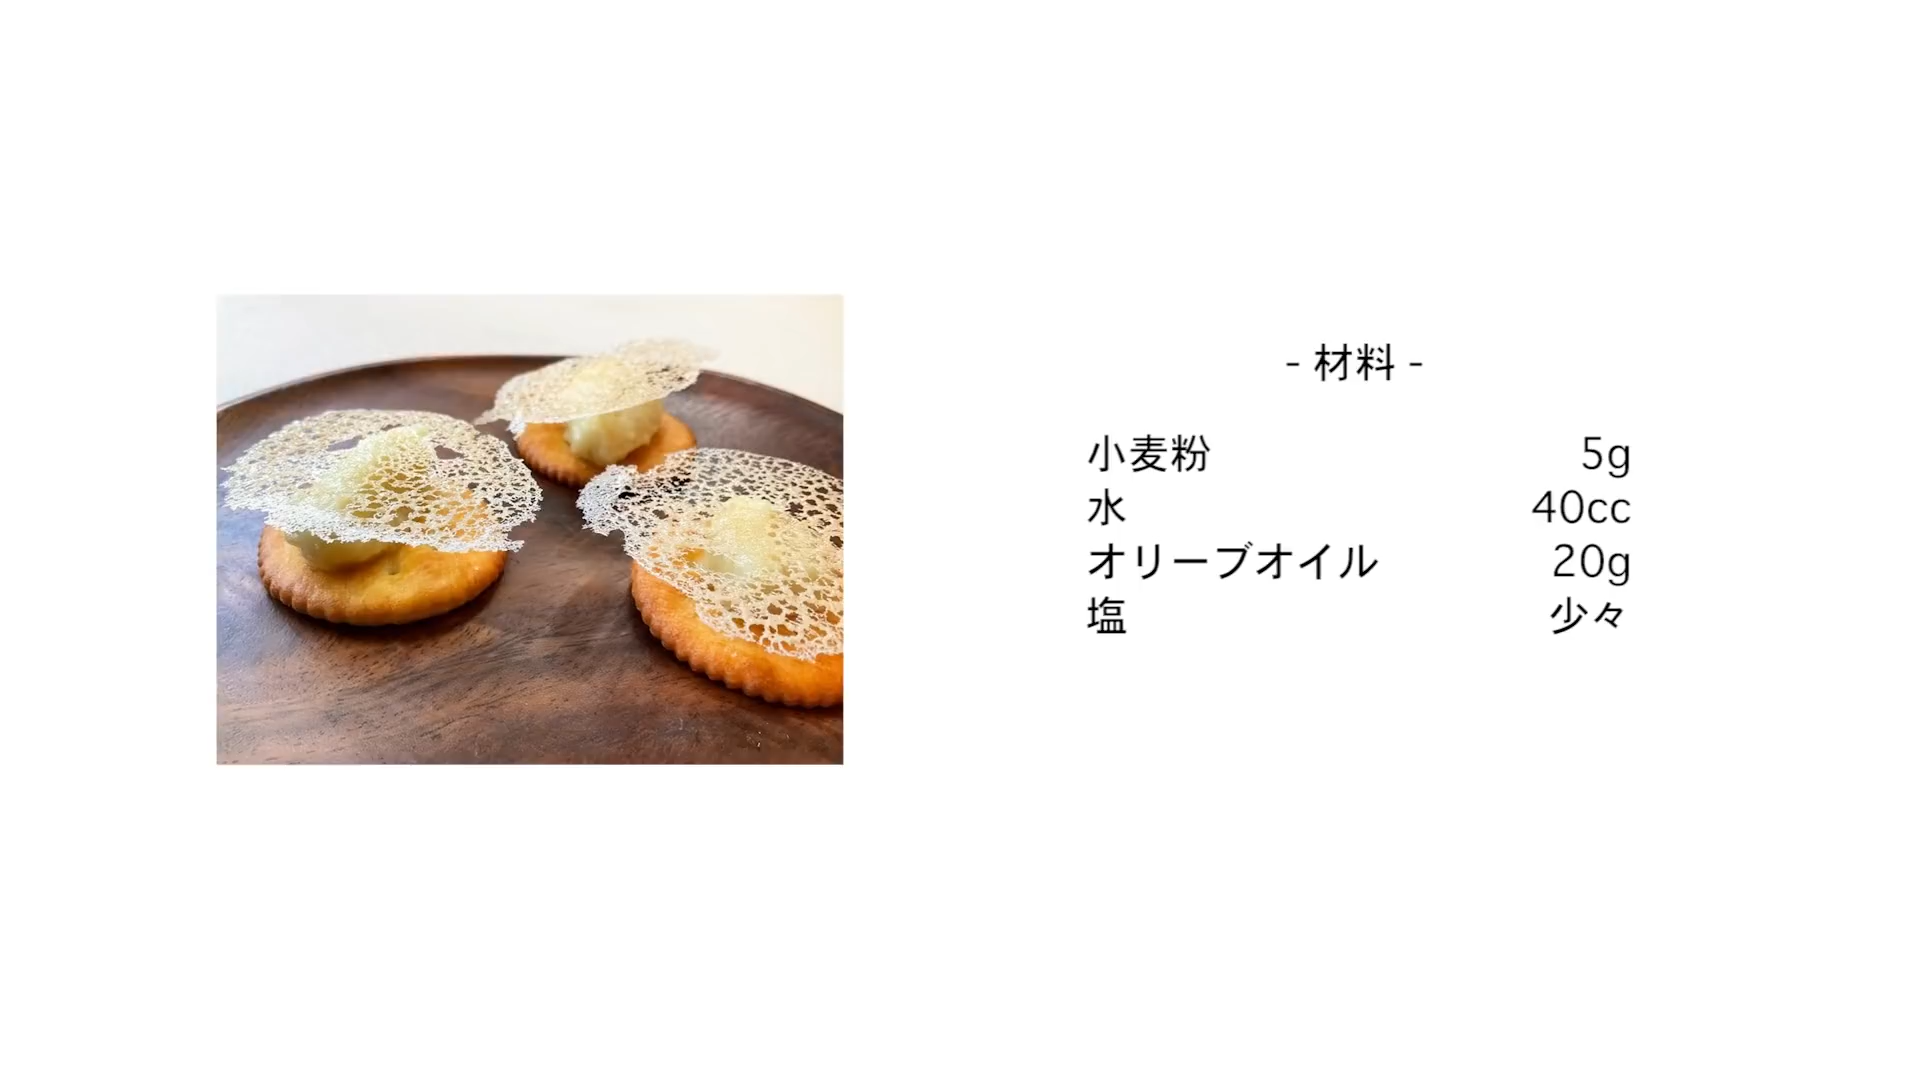 - 材料 -
小麦粉 5g
水 40cc
オリーブオイル 20g
塩 少々